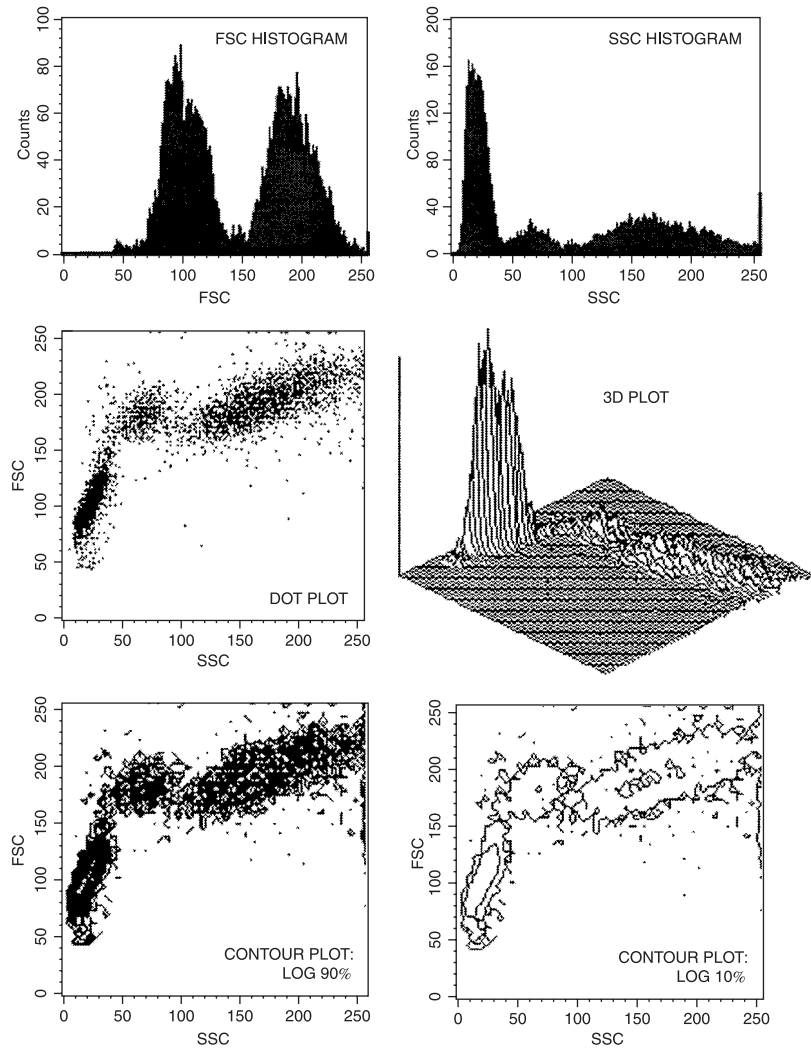 FSC HISTOGRAM
Counts
100
80
60
40
20
0
0 50 100 150 200 250
FSC
SSC HISTOGRAM
Counts
200
160
120
80
40
0
0 50 100 150 200 250
SSC
FSC
250
200
150
100
50
0
DOT PLOT
0 50 100 150 200 250
SSC
3D PLOT
FSC
250
200
150
100
50
0
CONTOUR PLOT:
LOG 90%
0 50 100 150 200 250
SSC
FSC
250
200
150
100
50
0
CONTOUR PLOT:
LOG 10%
0 50 100 150 200 250
SSC